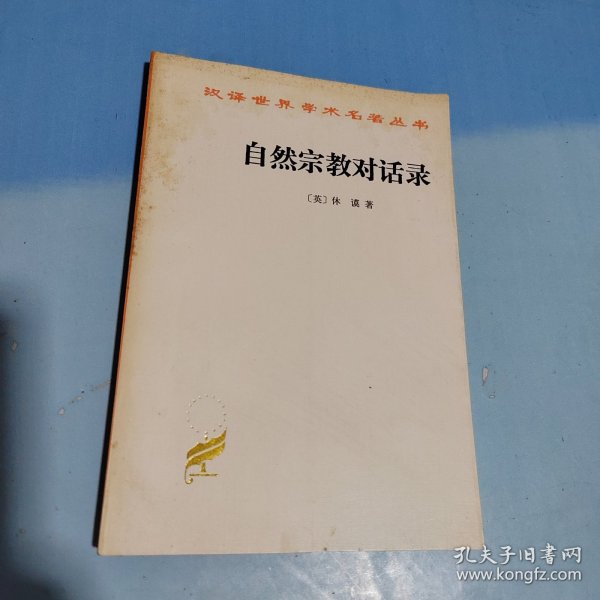 汉译世界学术名著丛书
自然宗教对话录
〔英〕休 谟 著
孔夫子旧书网
www.kongfz.com